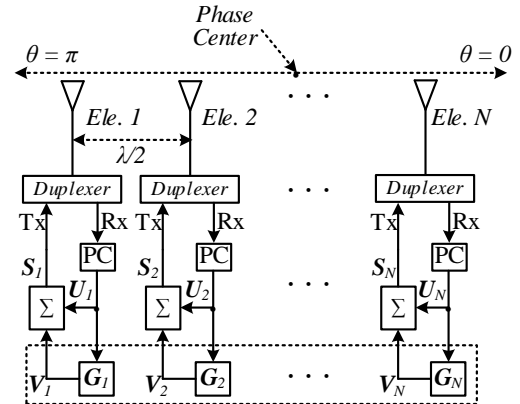 Phase
Center
θ = π
θ = 0
Ele. 1
Ele. 2
. . .
Ele. N
λ/2
Duplexer
Duplexer
. . .
Duplexer
Tx
Rx
Tx
Rx
Tx
Rx
PC
PC
PC
S1
U1
S2
U2
. . .
SN
UN
Σ
Σ
Σ
V1
G1
V2
G2
. . .
VN
GN